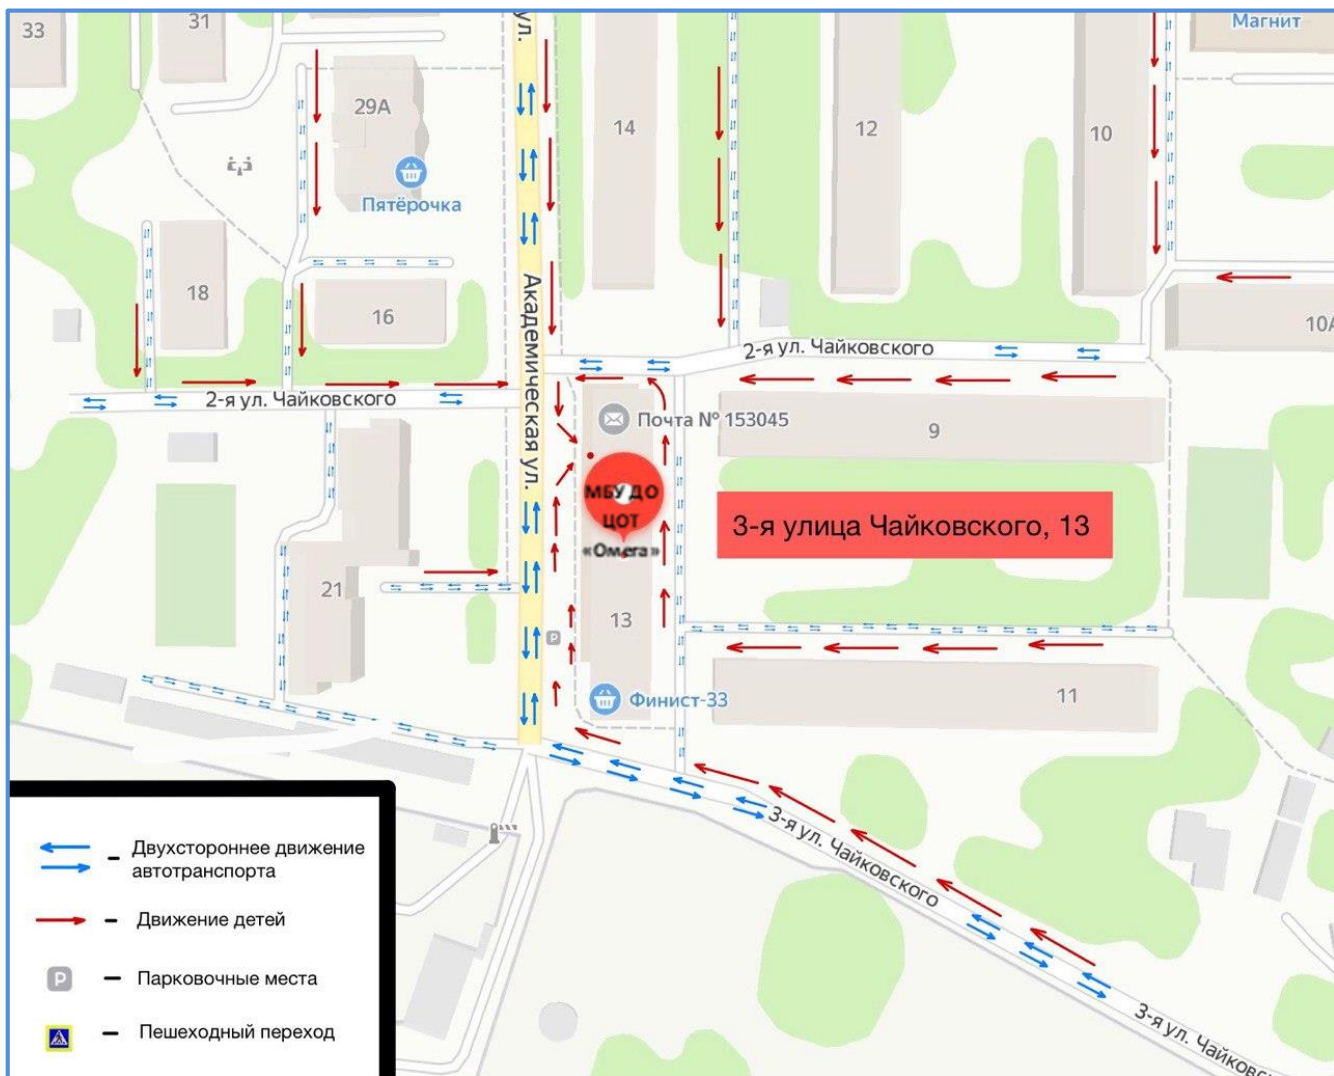 33
31
ул.
Магнит
29А
14
12
10
Пятёрочка
18
16
Академическая ул.
10А
2-я ул. Чайковского
2-я ул. Чайковского
Почта № 153045
9
МБУ ДО
ЦОТ
«Омега»
3-я улица Чайковского, 13
21
13
P
Финист-33
11
3-я ул. Чайковского
3-я ул. Чайковс
- Двухстороннее движение
автотранспорта
- Движение детей
P - Парковочные места
- Пешеходный переход